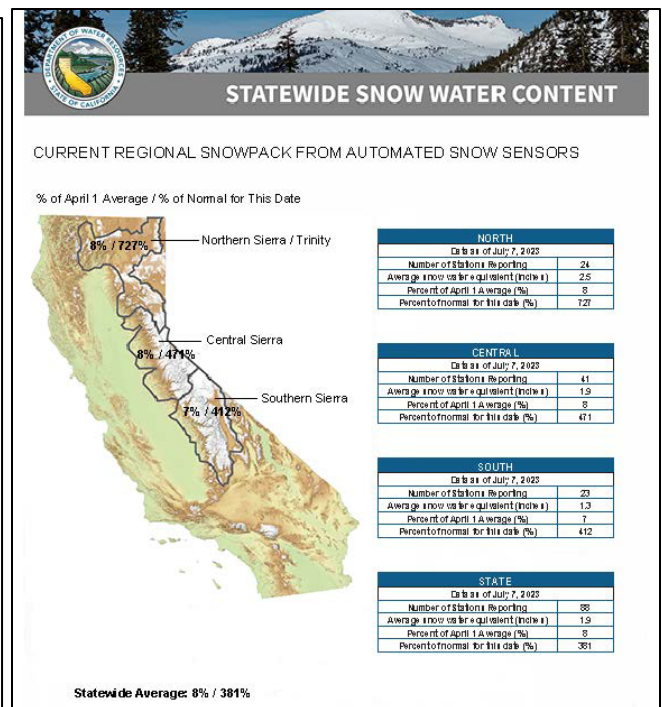 DEPARTMENT OF WATER RESOURCES
STATE OF CALIFORNIA
STATEWIDE SNOW WATER CONTENT
CURRENT REGIONAL SNOWPACK FROM AUTOMATED SNOW SENSORS
% of April 1 Average / % of Normal for This Date
8% / 727%
Northern Sierra / Trinity
Central Sierra
8% / 471%
Southern Sierra
7% / 412%
NORTH
Data as of July 7, 2023
Number of Stations Reporting 24
Average snow water equivalent (Inches) 2.5
Percent of April 1 Average (%) 8
Percent of normal for this date (%) 727
CENTRAL
Data as of July 7, 2023
Number of Stations Reporting 41
Average snow water equivalent (Inches) 1.9
Percent of April 1 Average (%) 8
Percent of normal for this date (%) 471
SOUTH
Data as of July 7, 2023
Number of Stations Reporting 23
Average snow water equivalent (Inches) 1.3
Percent of April 1 Average (%) 7
Percent of normal for this date (%) 412
STATE
Data as of July 7, 2023
Number of Stations Reporting 88
Average snow water equivalent (Inches) 1.9
Percent of April 1 Average (%) 8
Percent of normal for this date (%) 381
Statewide Average: 8% / 381%